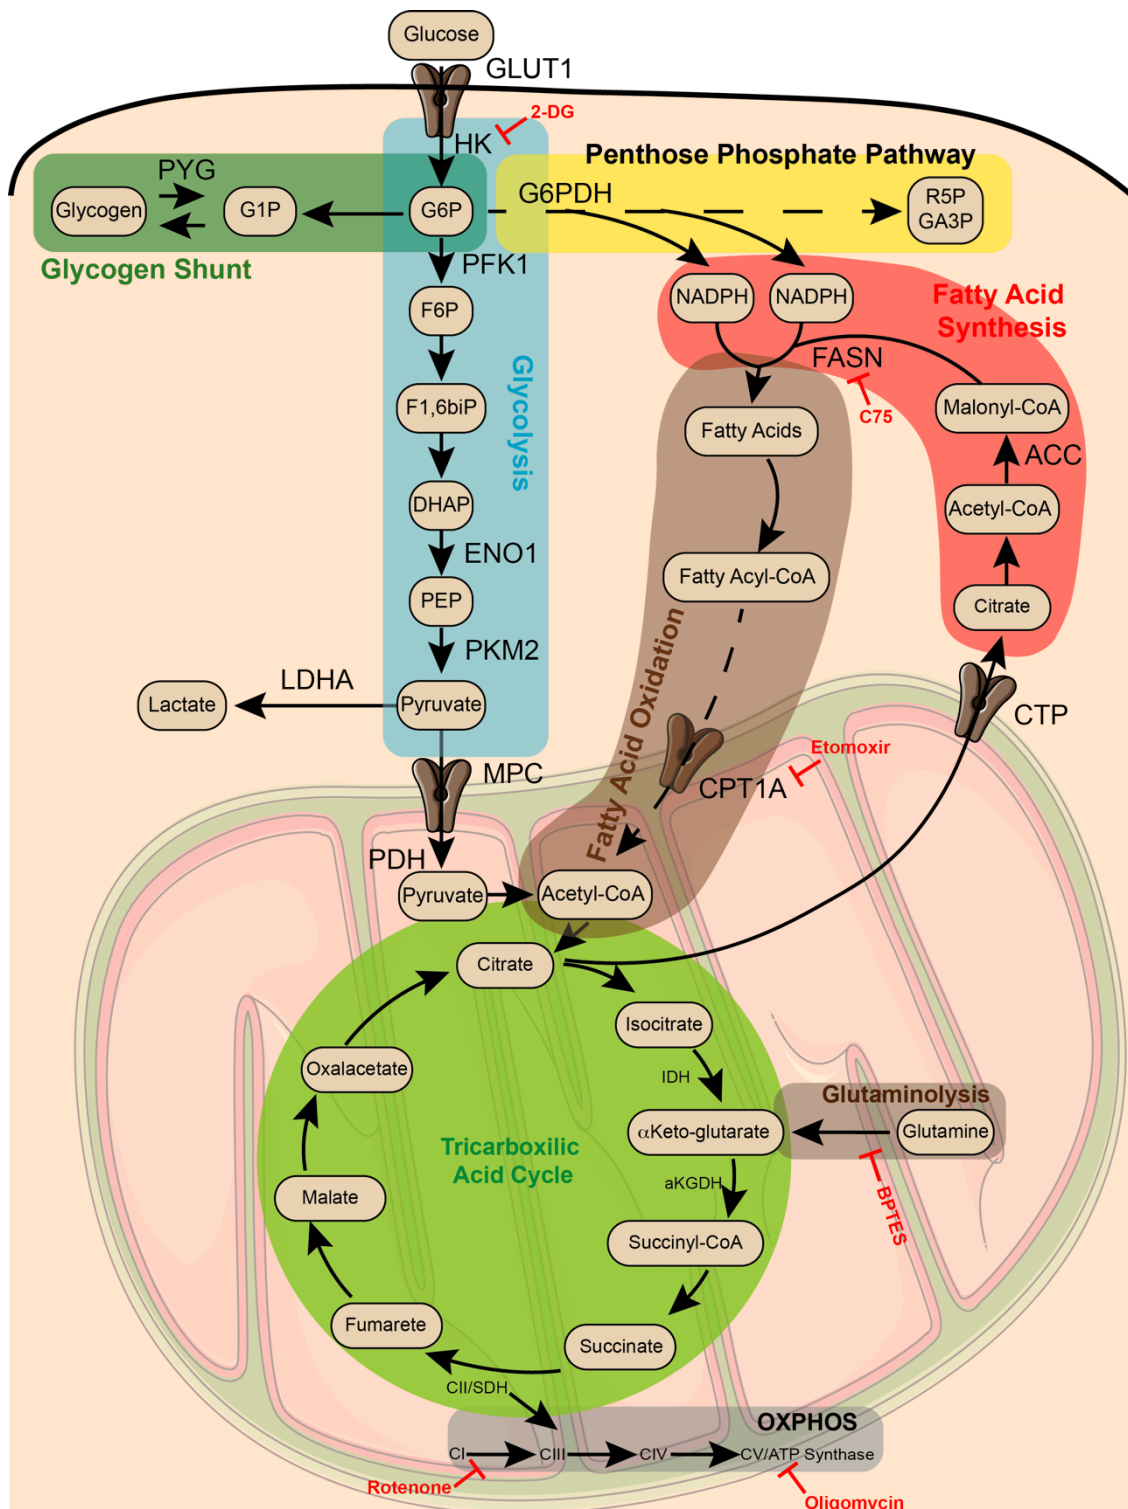 Glucose
GLUT1
2-DG
HK
Penthose Phosphate Pathway
PYG
Glycogen
G1P
G6P
G6PDH
R5P
GA3P
Glycogen Shunt
PFK1
NADPH
NADPH
Fatty Acid
Synthesis
F6P
FASN
Glycolysis
C75
F1,6biP
Malonyl-CoA
Fatty Acids
ACC
DHAP
Acetyl-CoA
ENO1
Fatty Acyl-CoA
PEP
Citrate
PKM2
Fatty Acid Oxidation
LDHA
Lactate
Pyruvate
CTP
Etomoxir
MPC
CPT1A
PDH
Pyruvate
Acetyl-CoA
Citrate
Isocitrate
Oxalacetate
IDH
Glutaminolysis
αKeto-glutarate
Glutamine
Tricarboxilic
Acid Cycle
aKGDH
BPTES
Malate
Succinyl-CoA
Fumarete
Succinate
CII/SDH
OXPHOS
CI
CIII
CIV
CV/ATP Synthase
Rotenone
Oligomycin